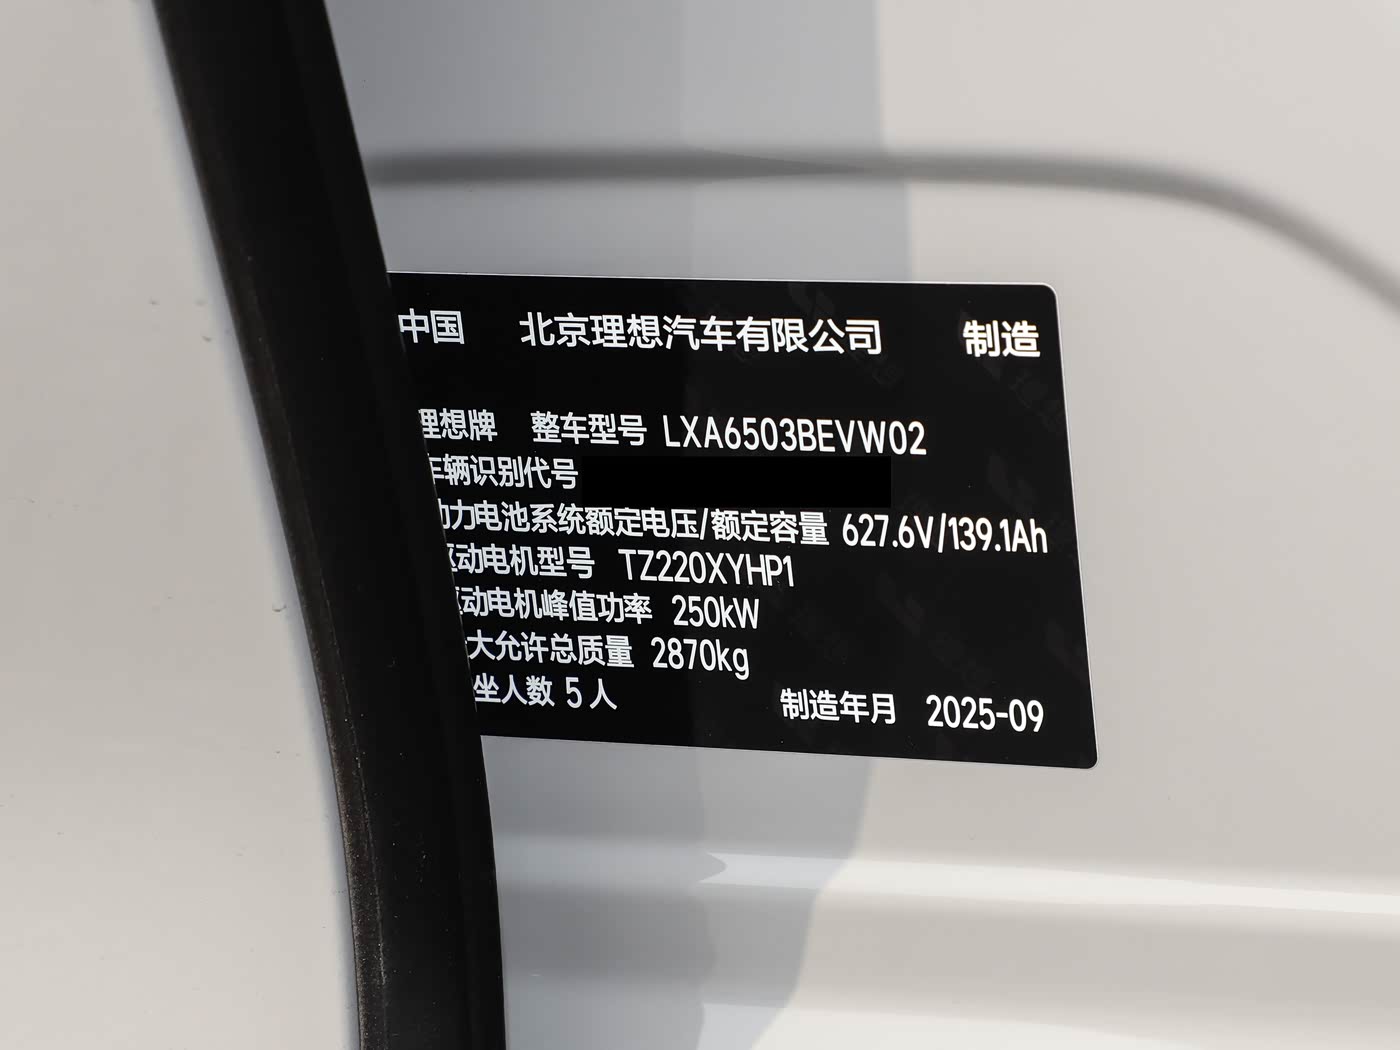 中国 北京理想汽车有限公司 制造
理想牌 整车型号 LXA6503BEVW02
车辆识别代号
动力电池系统额定电压/额定容量 627.6V/139.1Ah
驱动电机型号 TZ220XYHP1
驱动电机峰值功率 250kW
大允许总质量 2870kg
坐人数 5人 制造年月 2025-09